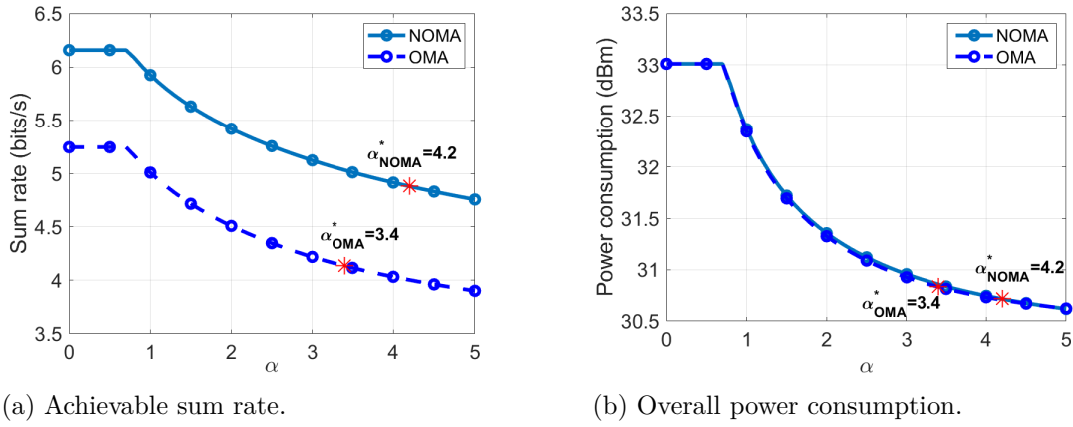 6.5
6
5.5
5
4.5
4
3.5
Sum rate (bits/s)
NOMA
OMA
α*NOMA=4.2
α*OMA=3.4
0 1 2 3 4 5
α
(a) Achievable sum rate.
33.5
33
32.5
32
31.5
31
30.5
Power consumption (dBm)
NOMA
OMA
α*NOMA=4.2
α*OMA=3.4
0 1 2 3 4 5
α
(b) Overall power consumption.